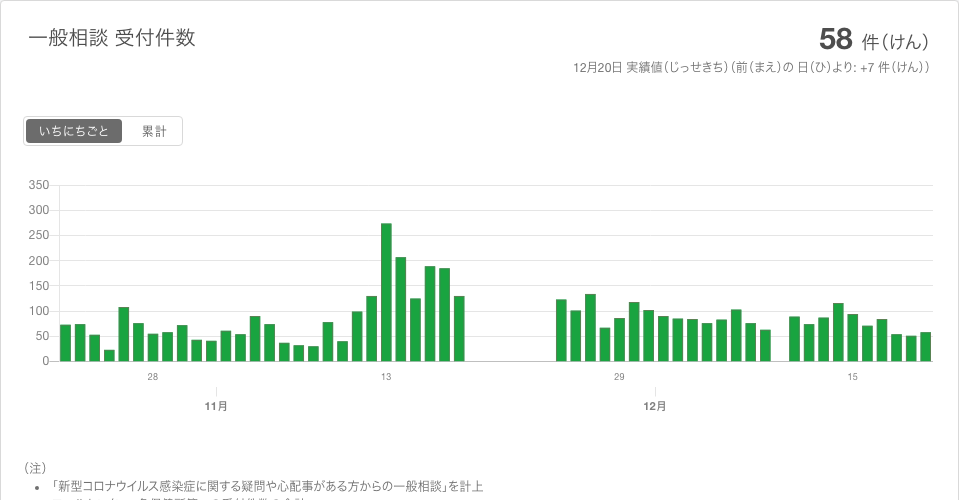 一般相談 受付件数
58 件（けん）
12月20日 実績値（じっせきち）（前（まえ）の 日（ひ）より: +7 件（けん））
いちにちごと 累計
350
300
250
200
150
100
50
0
28 13 29 15
11月 12月
（注）
• 「新型コロナウイルス感染症に関する疑問や心配事がある方からの一般相談」を計上